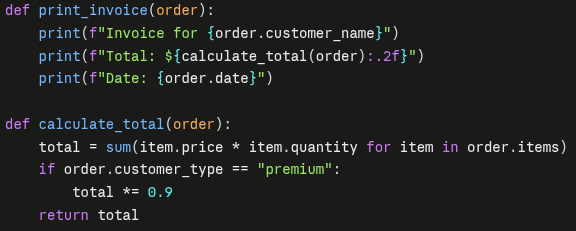 def print_invoice(order):
    print(f"Invoice for {order.customer_name}")
    print(f"Total: ${calculate_total(order):.2f}")
    print(f"Date: {order.date}")

def calculate_total(order):
    total = sum(item.price * item.quantity for item in order.items)
    if order.customer_type == "premium":
        total *= 0.9
    return total